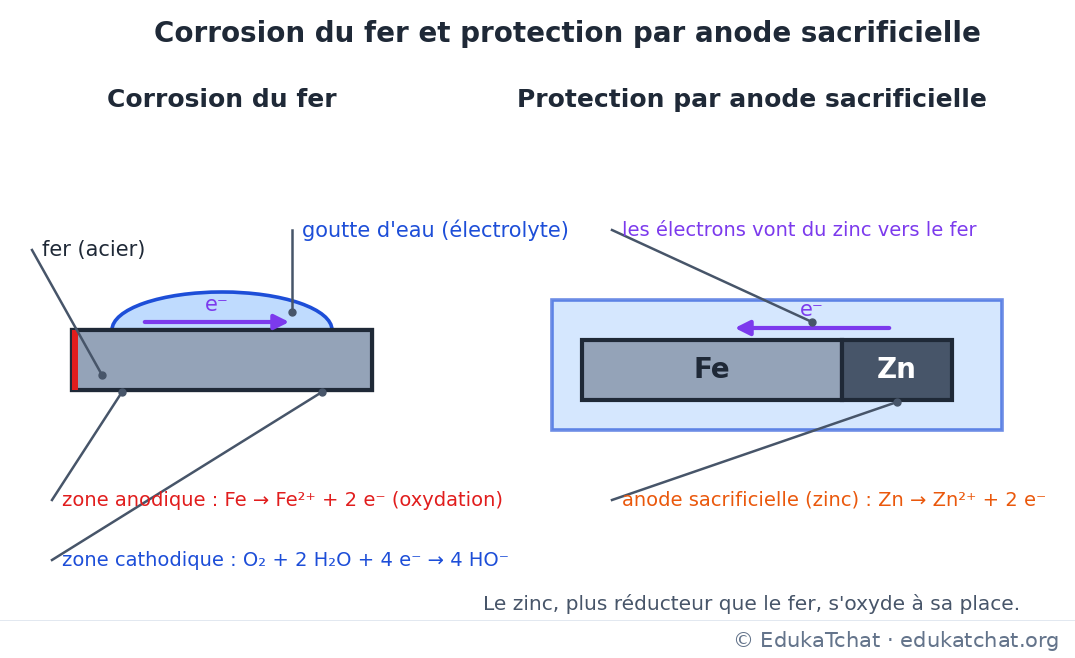 Corrosion du fer et protection par anode sacrificielle
Corrosion du fer
Protection par anode sacrificielle
goutte d'eau (électrolyte)
les électrons vont du zinc vers le fer
fer (acier)
e⁻
e⁻
Fe
Zn
zone anodique : Fe → Fe²⁺ + 2 e⁻ (oxydation)
anode sacrificielle (zinc) : Zn → Zn²⁺ + 2 e⁻
zone cathodique : O₂ + 2 H₂O + 4 e⁻ → 4 HO⁻
Le zinc, plus réducteur que le fer, s'oxyde à sa place.
© EdukaTchat · edukatchat.org